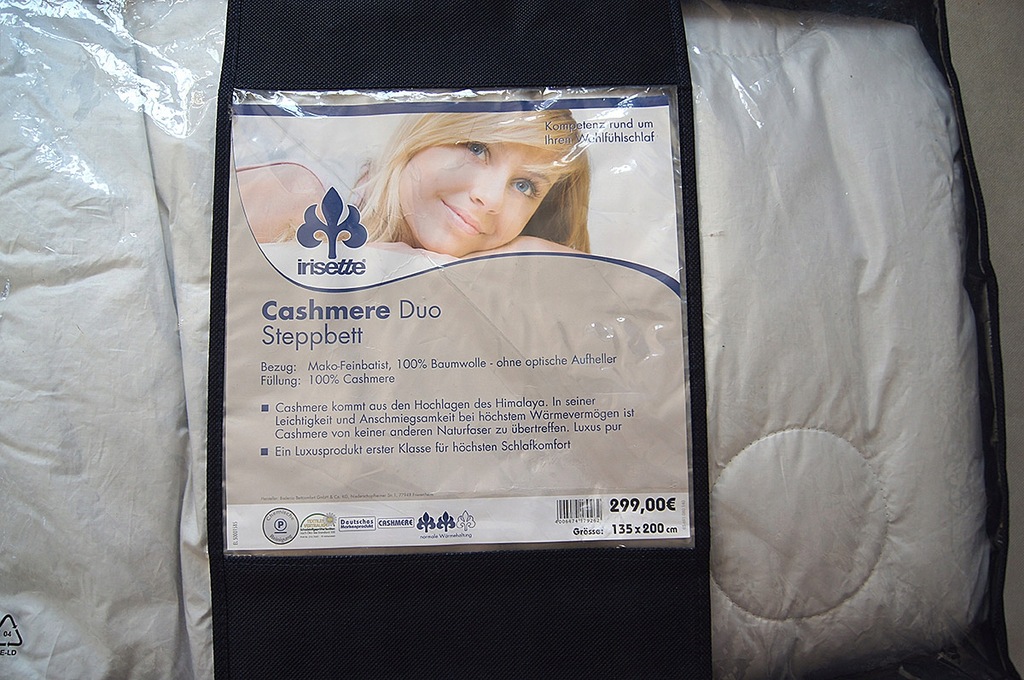 Kompetenz rund um
Ihren Wohlfühlschlaf
irisette
Cashmere Duo
Steppbett
Bezug: Mako-Feinbatist, 100% Baumwolle - ohne optische Aufheller
Füllung: 100% Cashmere
Cashmere kommt aus den Hochlagen des Himalaya. In seiner
Leichtigkeit und Anschmiegsamkeit bei höchstem Wärmevermögen ist
Cashmere von keiner anderen Naturfaser zu übertreffen. Luxus pur
Ein Luxusprodukt erster Klasse für höchsten Schlafkomfort
P
Deutsches
Markenprodukt
CASHMERE
normale Wärmehaltung
299,00€
Grösse: 135 x 200 cm
04
E-LD